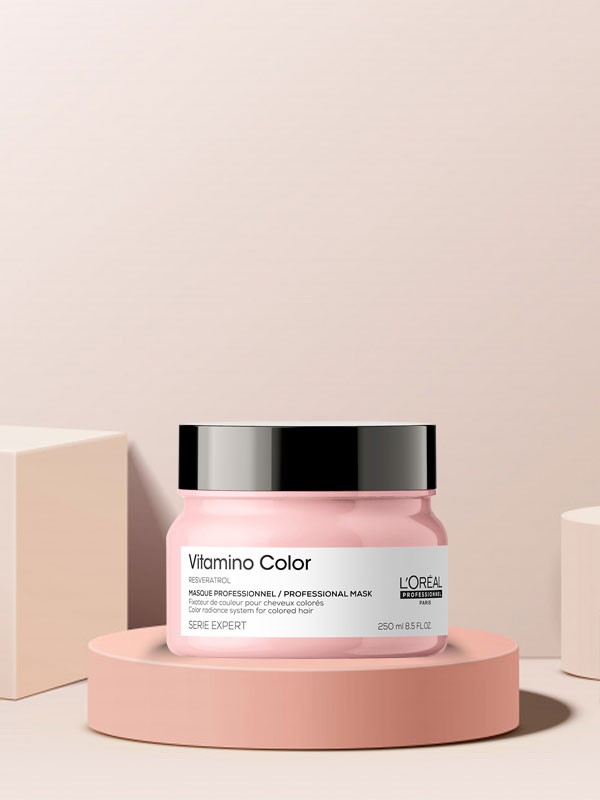 Vitamino Color
RESVERATROL
MASQUE PROFESSIONNEL / PROFESSIONAL MASK
Fixateur de couleur pour cheveux colorés
Color radiance system for colored hair
SERIE EXPERT
L'ORÉAL
PROFESSIONNEL
PARIS
250 ml 8.5 FL.OZ.